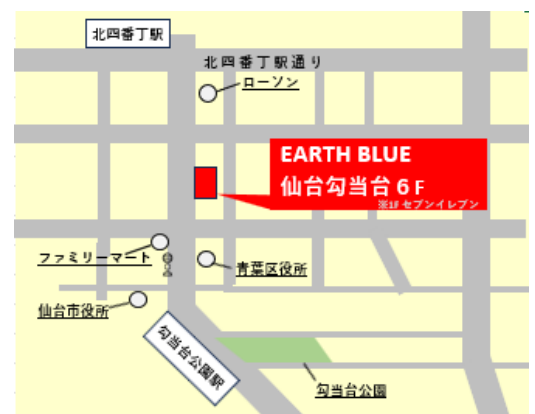 北四番丁駅
北四番丁駅通り
ローソン
EARTH BLUE
仙台勾当台6F
※1F セブンイレブン
ファミリーマート
青葉区役所
仙台市役所
勾当台公園駅
勾当台公園